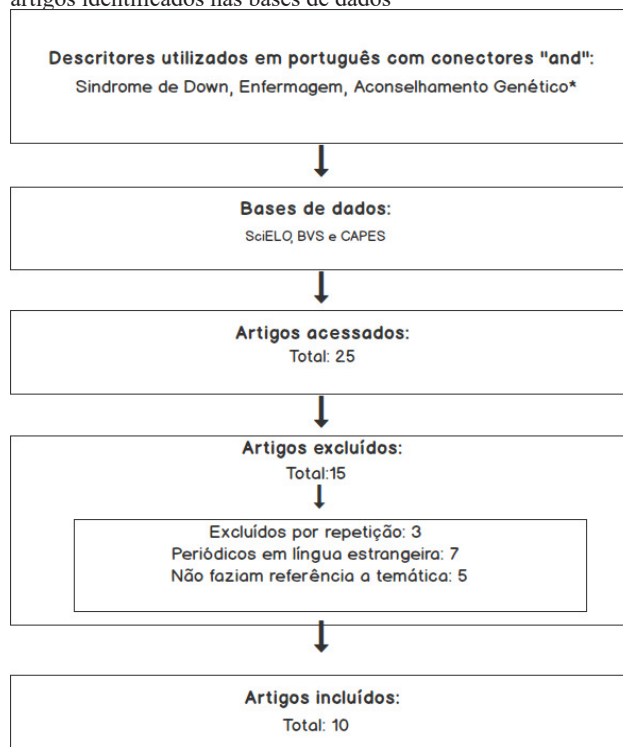 artigos identificados nas bases de dados
Descritores utilizados em português com conectores "and":
Sindrome de Down, Enfermagem, Aconselhamento Genético*
Bases de dados:
SciELO, BVS e CAPES
Artigos acessados:
Total: 25
Artigos excluídos:
Total:15
Excluídos por repetição: 3
Periódicos em língua estrangeira: 7
Não faziam referência a temática: 5
Artigos incluídos:
Total: 10